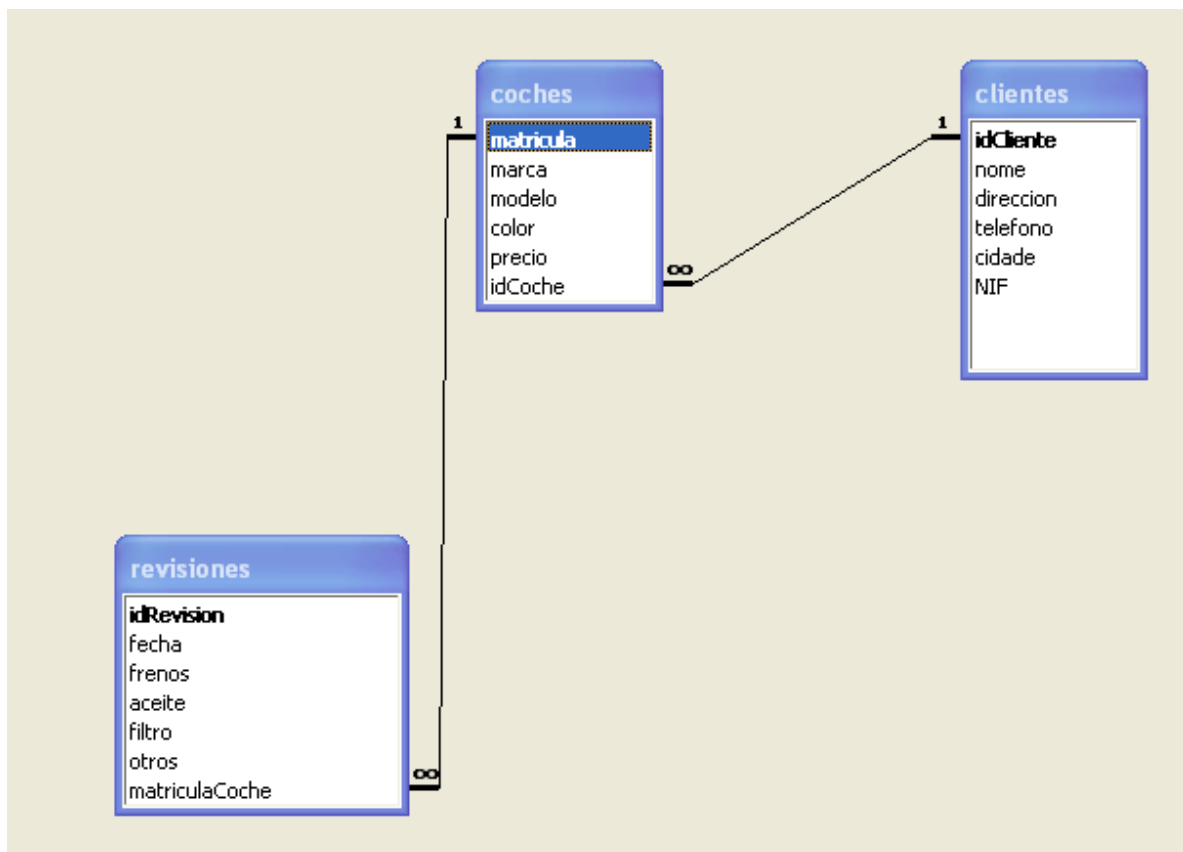 coches
1
matricula
marca
modelo
color
precio
idCoche
∞
clientes
1
idCliente
nome
direccion
telefono
cidade
NIF
revisiones
idRevision
fecha
frenos
aceite
filtro
otros
matriculaCoche
∞